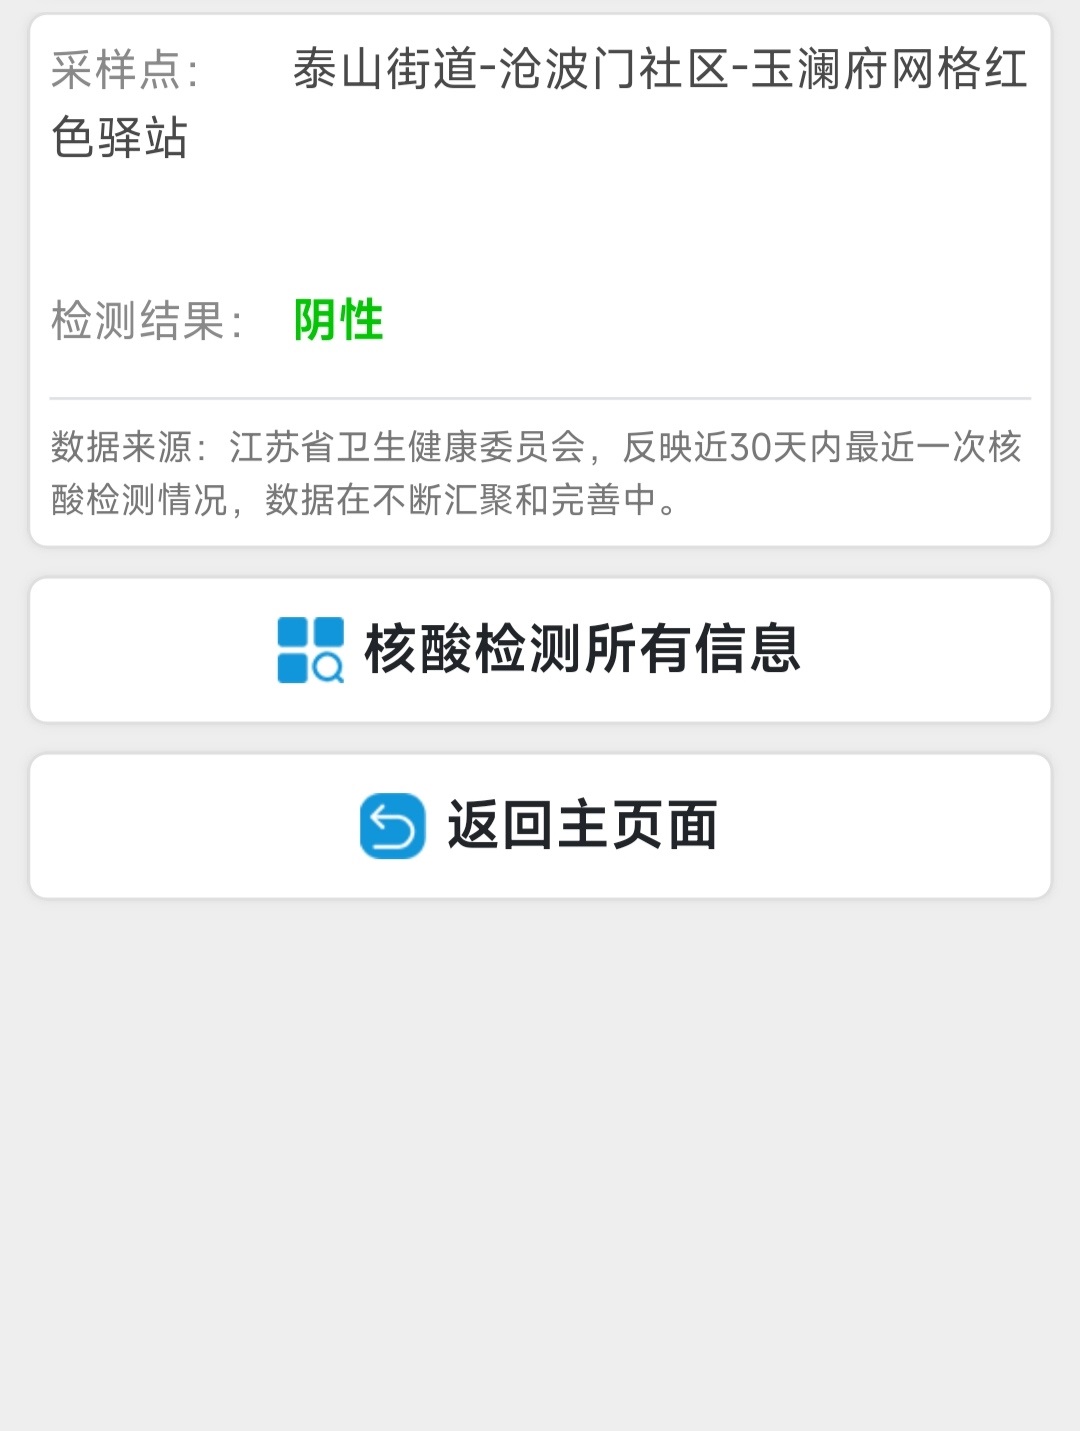 采样点： 泰山街道-沧波门社区-玉澜府网格红
色驿站
检测结果： 阴性
数据来源：江苏省卫生健康委员会，反映近30天内最近一次核
酸检测情况，数据在不断汇聚和完善中。
核酸检测所有信息
返回主页面